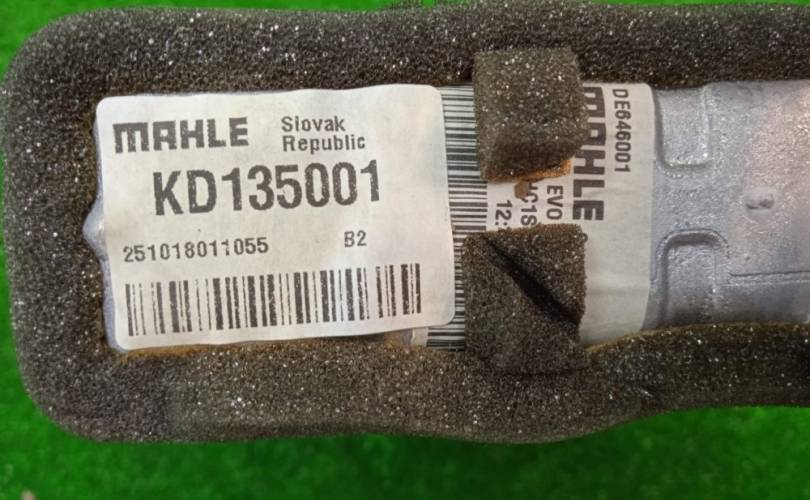 MAHLE
Slovak
Republic
KD135001
251018011055 B2
DE646001
MAHLE
EVO